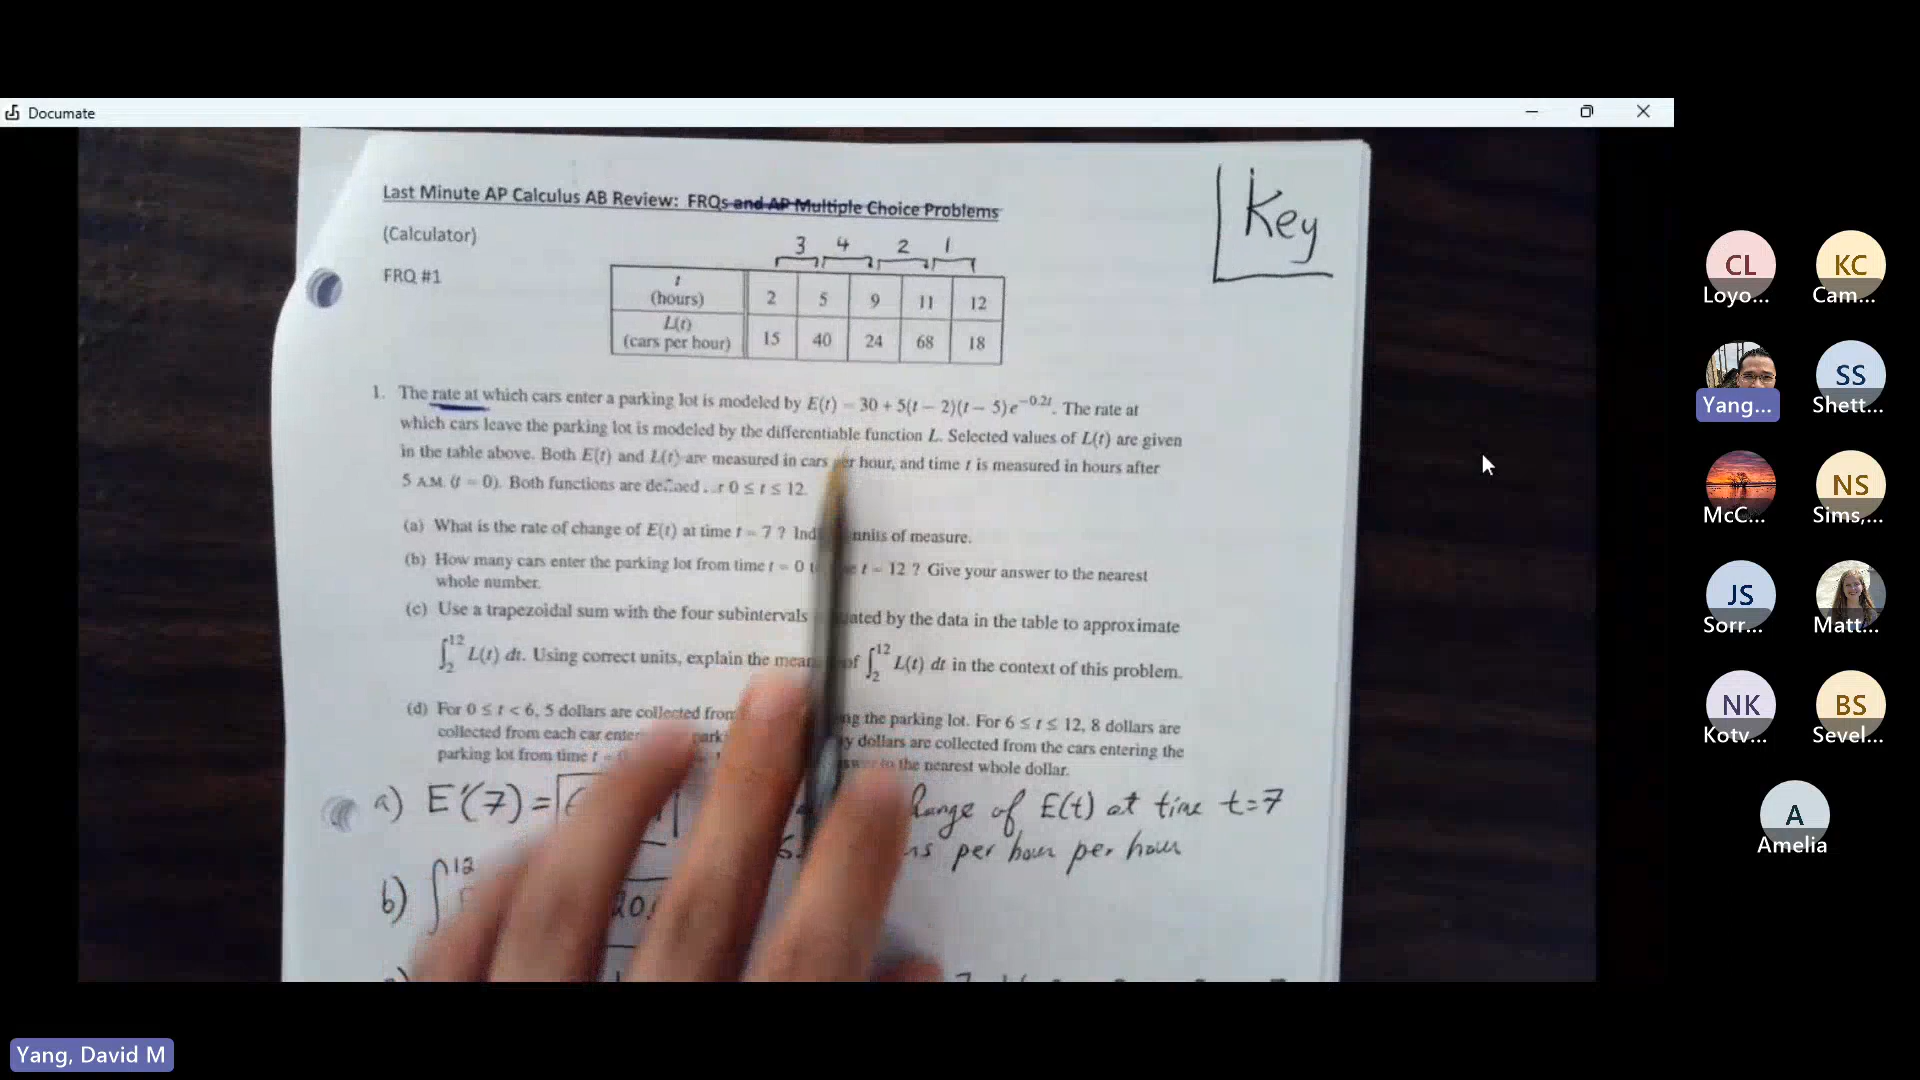 Documate
Last Minute AP Calculus AB Review: FRQs and AP Multiple Choice Problems
Key
(Calculator)
3 4 2 1
FRQ #1
t (hours) 2 5 9 11 12
L(t) (cars per hour) 15 40 24 68 18
1. The rate at which cars enter a parking lot is modeled by E(t) = 30 + 5(t − 2)(t − 5)e^−0.2t. The rate at
which cars leave the parking lot is modeled by the differentiable function L. Selected values of L(t) are given
in the table above. Both E(t) and L(t) are measured in cars per hour, and time t is measured in hours after
5 A.M. (t = 0). Both functions are defined 0 ≤ t ≤ 12.
(a) What is the rate of change of E(t) at time t = 7 ? units of measure.
(b) How many cars enter the parking lot from time t = 0 t = 12 ? Give your answer to the nearest
whole number.
(c) Use a trapezoidal sum with the four subintervals by the data in the table to approximate
∫₂¹² L(t) dt. Using correct units, explain the of ∫₂¹² L(t) dt in the context of this problem.
(d) For 0 ≤ t < 6, 5 dollars are collected from the parking lot. For 6 ≤ t ≤ 12, 8 dollars are
collected from each car dollars are collected from the cars entering the
parking lot from time t = to the nearest whole dollar.
a) E'(7) = of E(t) at time t=7
per hour per hour
b) ∫ 12
CL
Loyo...
KC
Cam...
Yang...
SS
Shett...
McC...
NS
Sims,...
JS
Sorr...
Matt...
NK
Kotv...
BS
Sevel...
A
Amelia
Yang, David M